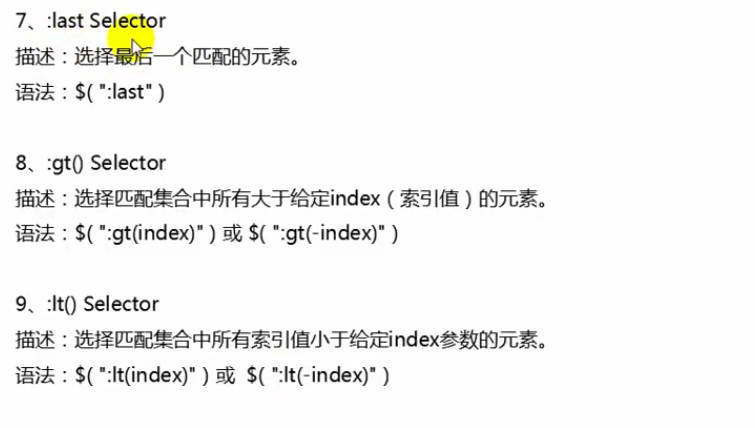 7、:last Selector
描述：选择最后一个匹配的元素。
语法：$( ":last" )
8、:gt() Selector
描述：选择匹配集合中所有大于给定index（索引值）的元素。
语法：$( ":gt(index)" ) 或 $( ":gt(-index)" )
9、:lt() Selector
描述：选择匹配集合中所有索引值小于给定index参数的元素。
语法：$( ":lt(index)" ) 或 $( ":lt(-index)" )